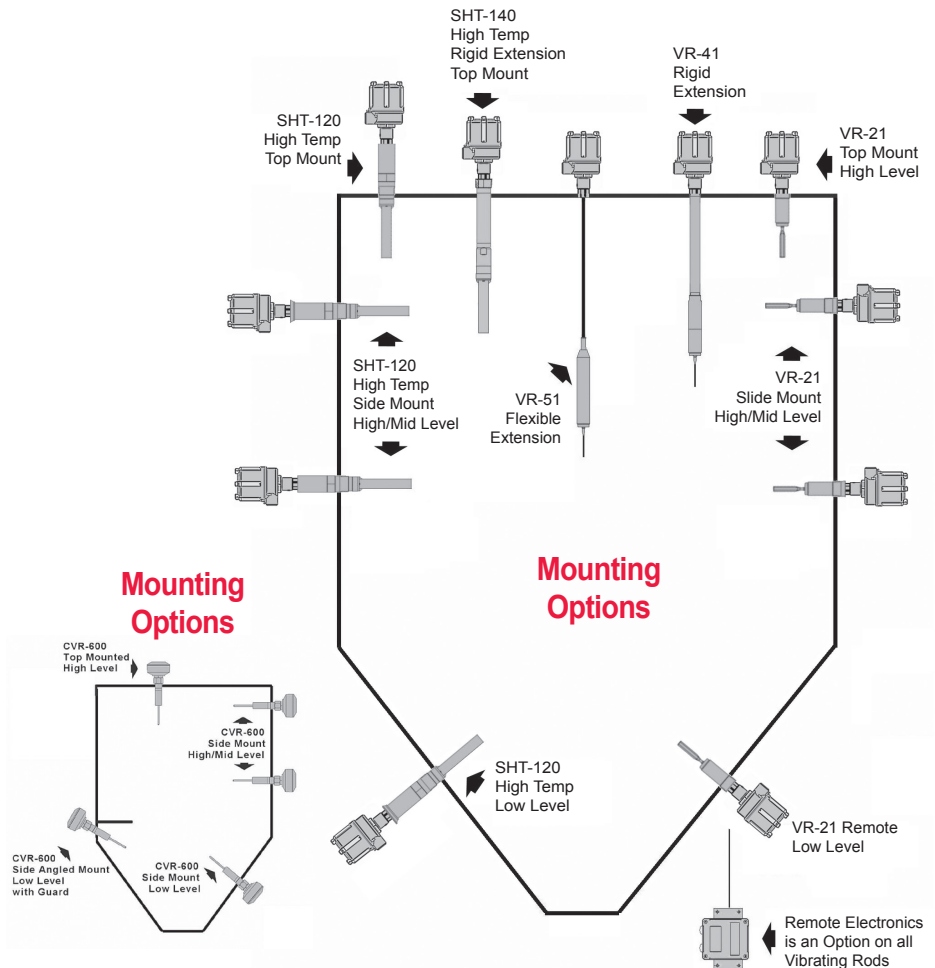 SHT-140
High Temp
Rigid Extension
Top Mount
VR-41
Rigid
Extension
SHT-120
High Temp
Top Mount
VR-21
Top Mount
High Level
SHT-120
High Temp
Side Mount
High/Mid Level
VR-51
Flexible
Extension
VR-21
Slide Mount
High/Mid Level
Mounting
Options
Mounting
Options
CVR-600
Top Mounted
High Level
CVR-600
Side Mount
High/Mid Level
CVR-600
Side Angled Mount
Low Level
with Guard
CVR-600
Side Mount
Low Level
SHT-120
High Temp
Low Level
VR-21 Remote
Low Level
Remote Electronics
is an Option on all
Vibrating Rods